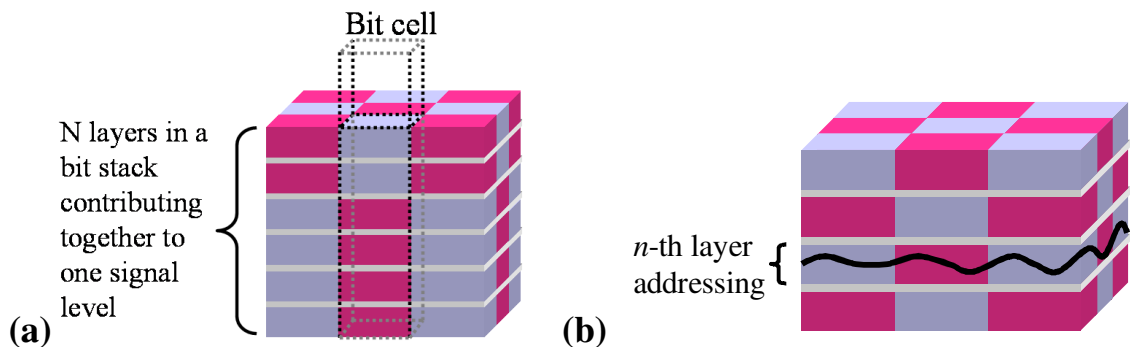 Bit cell
N layers in a
bit stack
contributing
together to
one signal
level
(a)
n-th layer
addressing
(b)